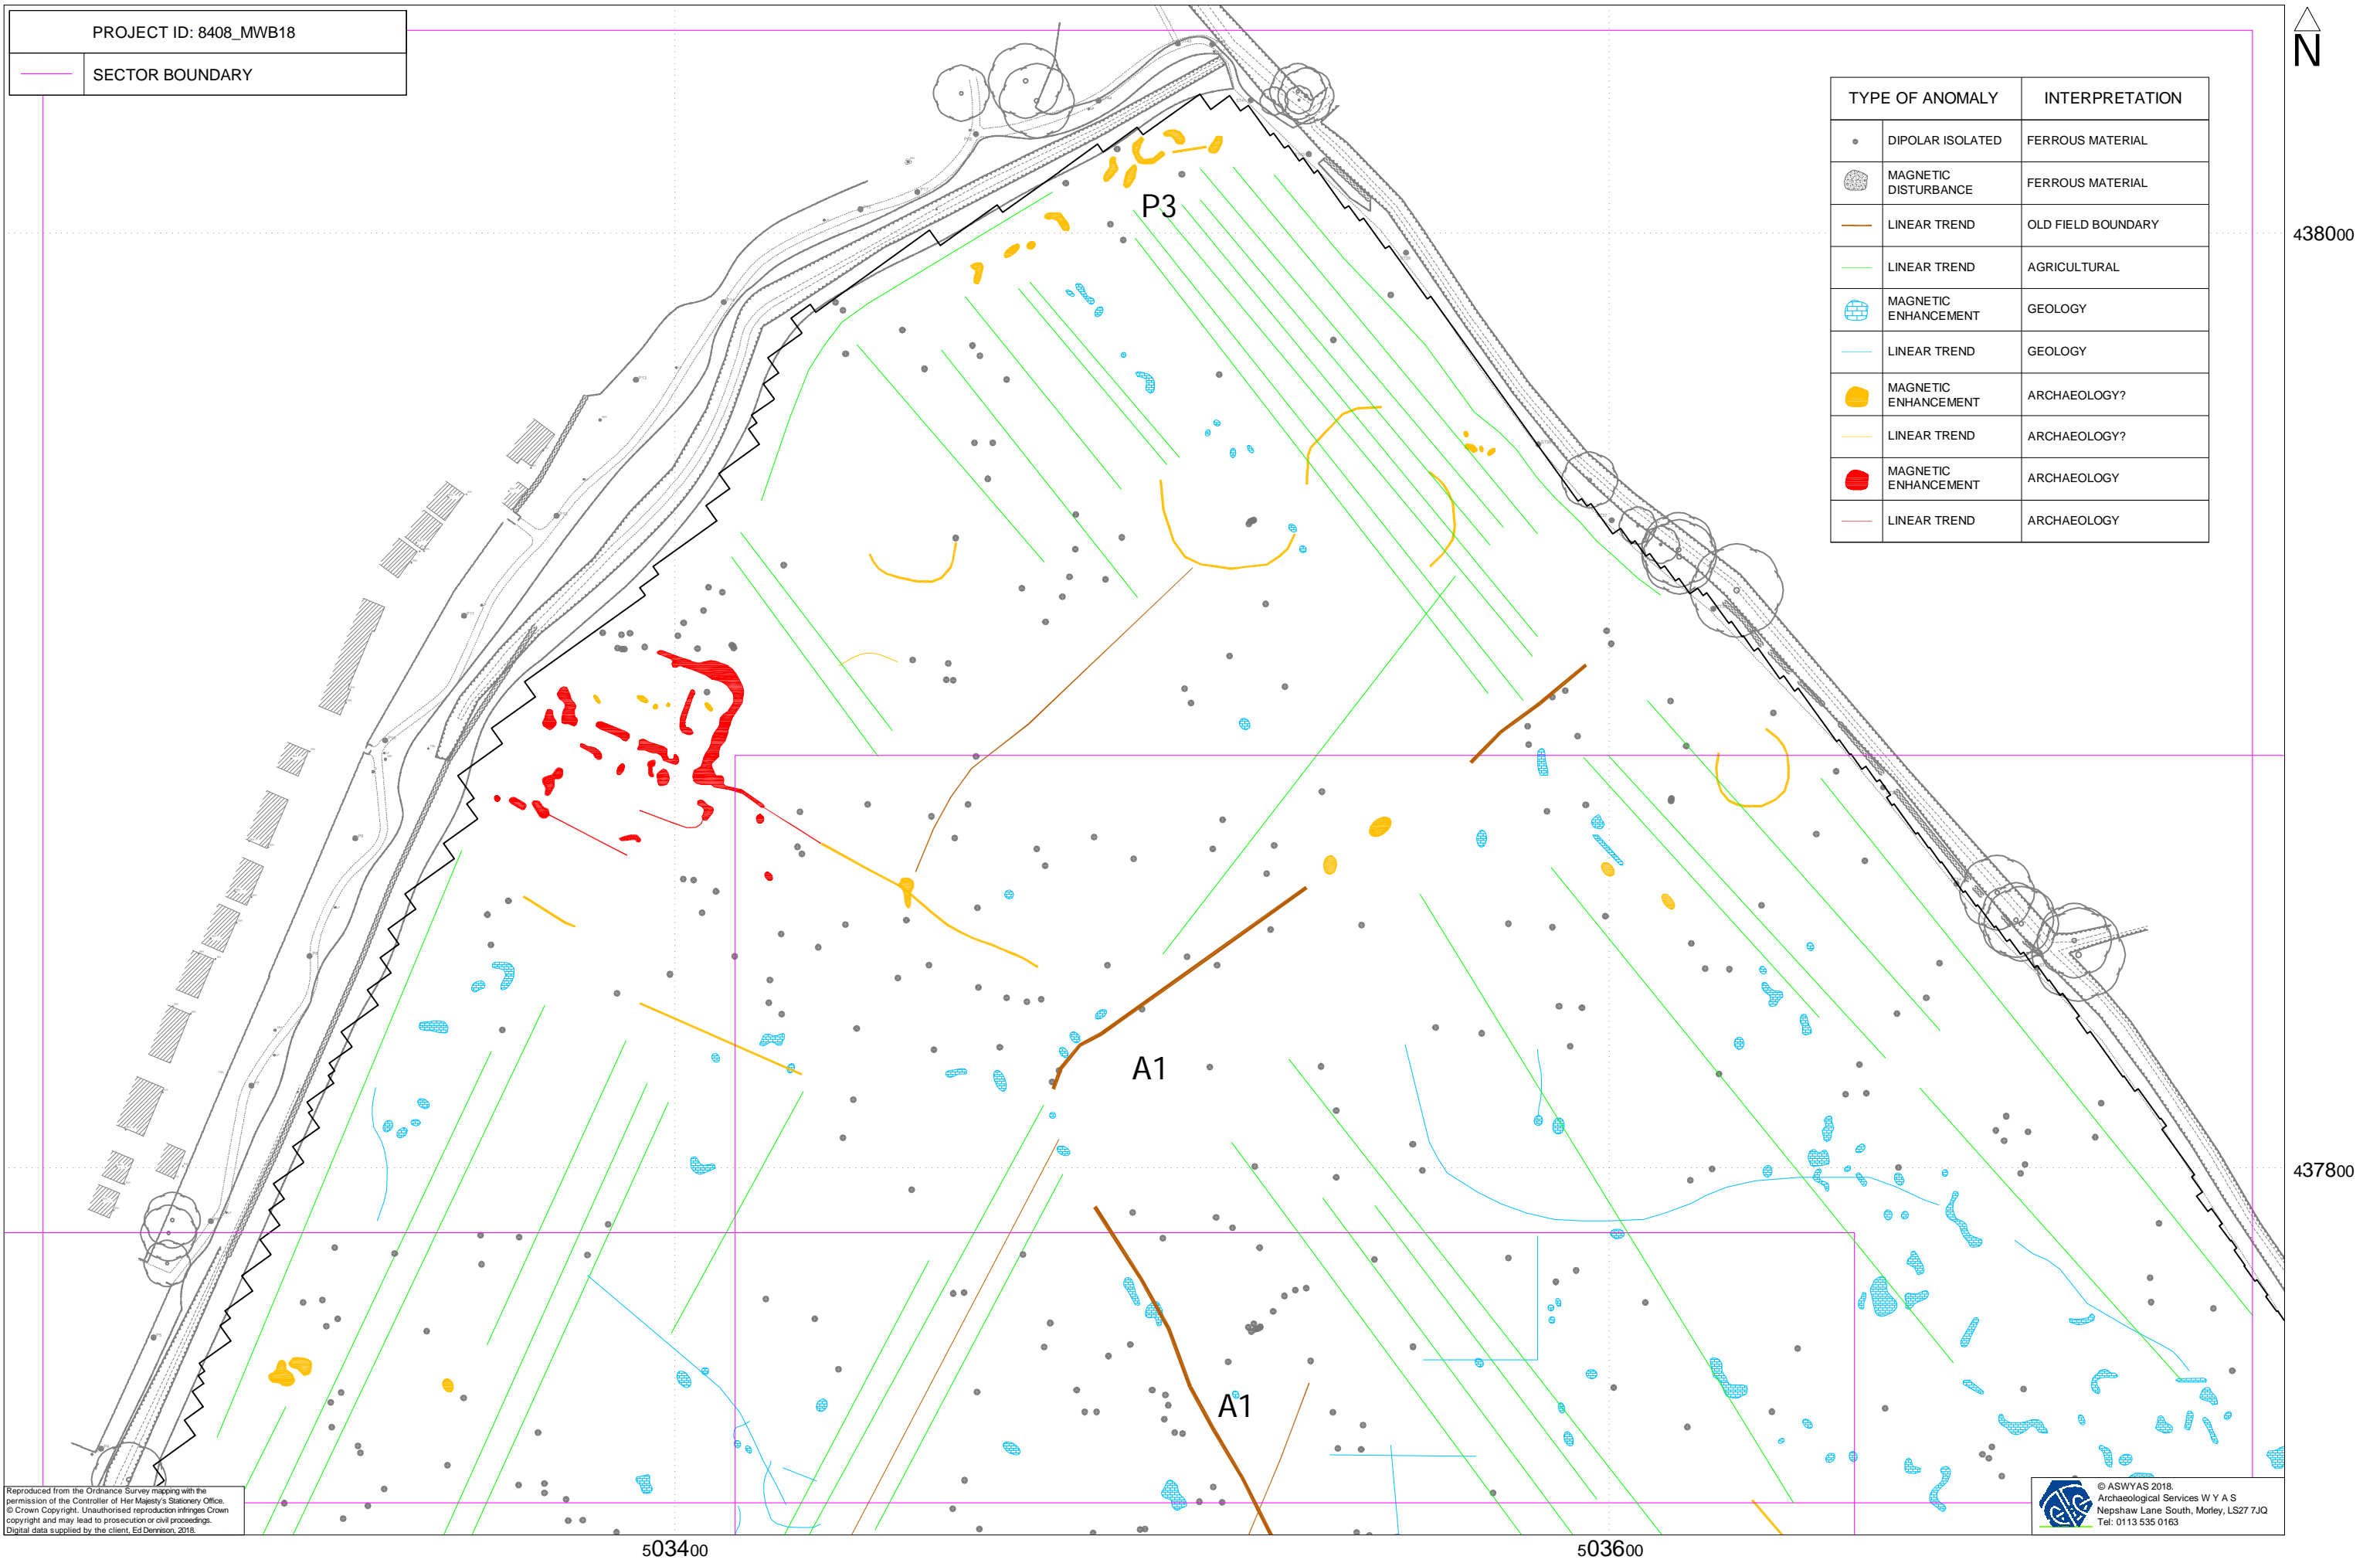 PROJECT ID: 8408_MWB18
SECTOR BOUNDARY
N
TYPE OF ANOMALY INTERPRETATION
DIPOLAR ISOLATED FERROUS MATERIAL
MAGNETIC
DISTURBANCE
FERROUS MATERIAL
LINEAR TREND OLD FIELD BOUNDARY
LINEAR TREND AGRICULTURAL
MAGNETIC
ENHANCEMENT
GEOLOGY
LINEAR TREND GEOLOGY
MAGNETIC
ENHANCEMENT
ARCHAEOLOGY?
LINEAR TREND ARCHAEOLOGY?
MAGNETIC
ENHANCEMENT
ARCHAEOLOGY
LINEAR TREND ARCHAEOLOGY
P3
438000
A1
437800
A1
Reproduced from the Ordnance Survey mapping with the
permission of the Controller of Her Majesty's Stationery Office.
© Crown Copyright. Unauthorised reproduction infringes Crown
copyright and may lead to prosecution or civil proceedings.
Digital data supplied by the client, Ed Dennison, 2018.
© ASWYAS 2018.
Archaeological Services W Y A S
Nepshaw Lane South, Morley, LS27 7JQ
Tel: 0113 535 0163
503400
503600